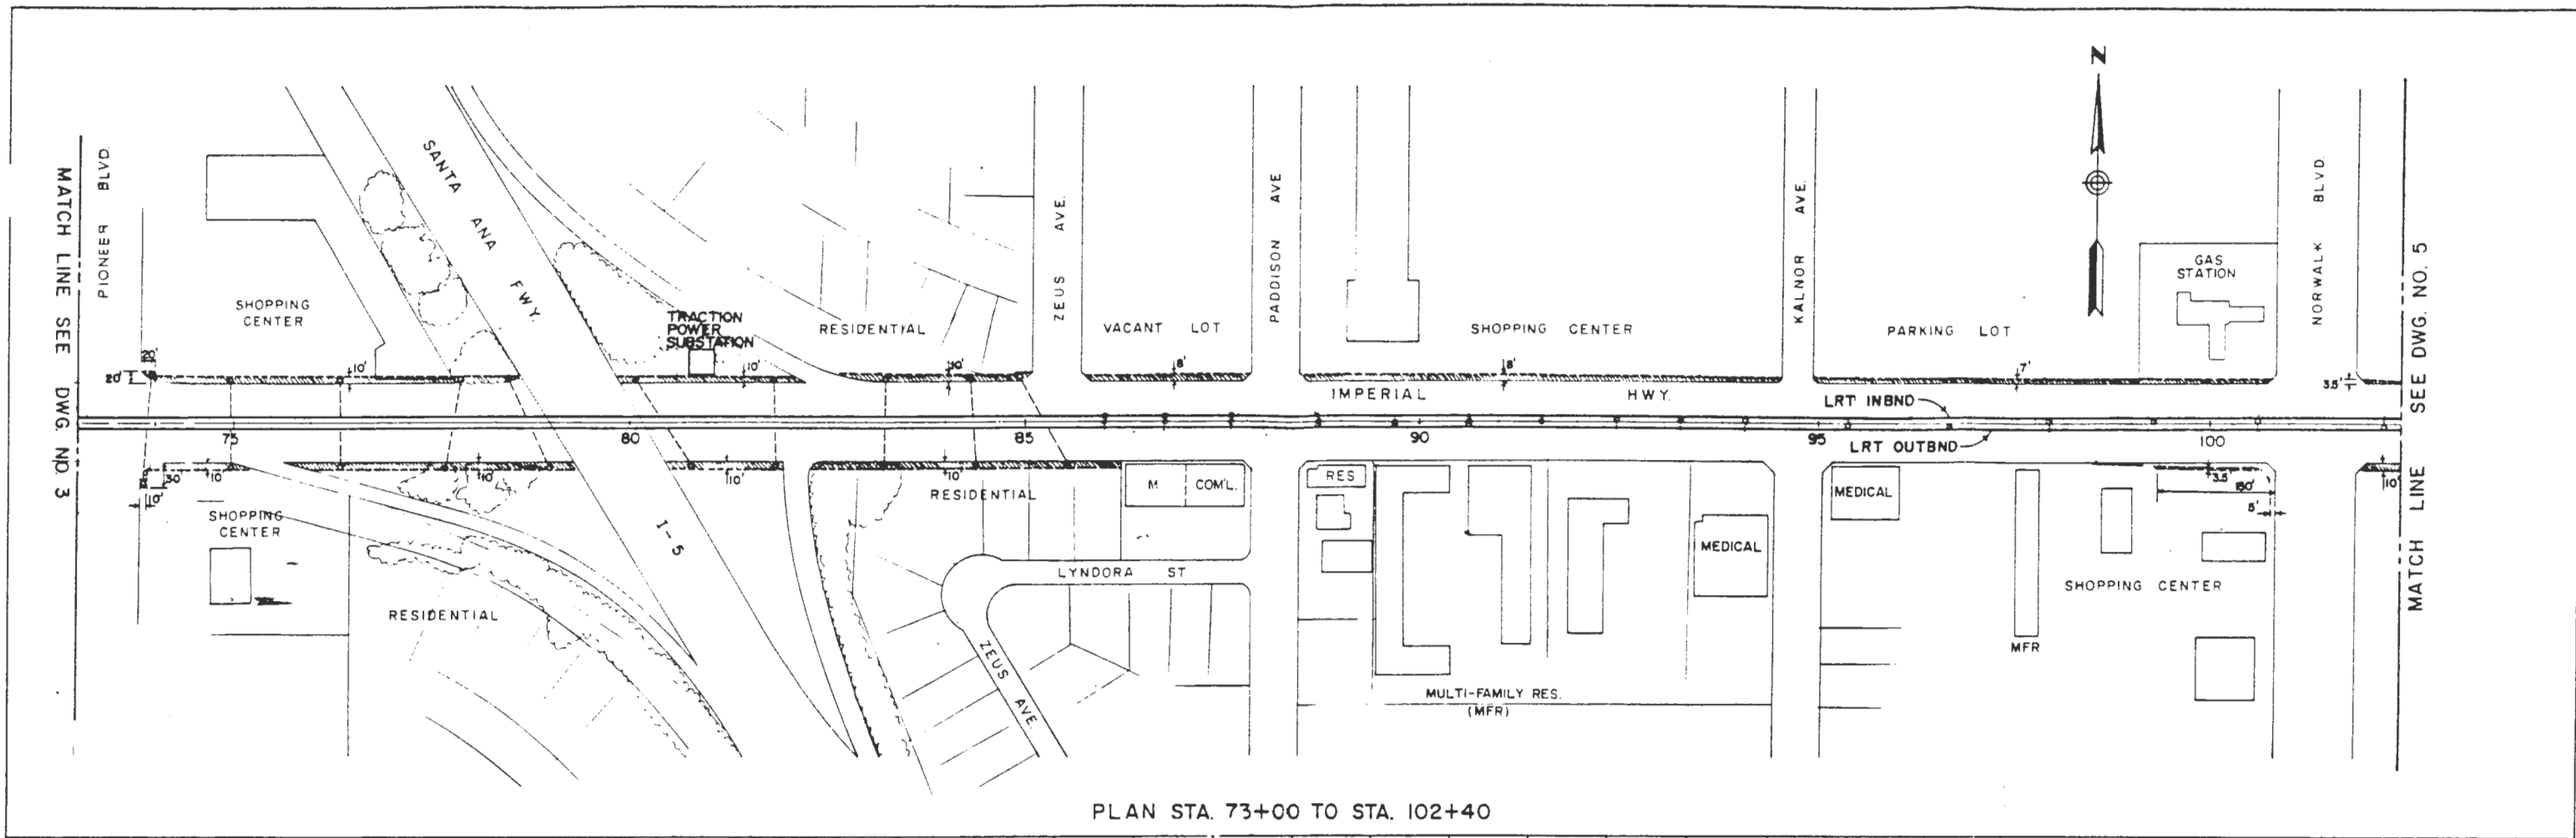 MATCH LINE SEE DWG. NO. 3
PIONEER BLVD.
SHOPPING
CENTER
SANTA ANA FWY.
TRACTION
POWER
SUBSTATION
RESIDENTIAL
ZEUS AVE.
VACANT LOT
PADDISON AVE
SHOPPING CENTER
KALNOR AVE.
PARKING LOT
N
GAS
STATION
NORWALK BLVD.
MATCH LINE SEE DWG. NO. 5
20'
20'
10'
10'
10'
8'
8'
7'
3.5'
IMPERIAL HWY.
LRT INBND
LRT OUTBND
75
80
85
90
95
100
30'
10'
10'
10'
10'
10'
3.5'
180'
5'
10'
SHOPPING
CENTER
RESIDENTIAL
I-5
RESIDENTIAL
M
COM'L.
LYNDORA ST
ZEUS AVE.
RES
MEDICAL
MULTI-FAMILY RES.
(MFR)
MEDICAL
MFR
SHOPPING CENTER
PLAN STA. 73+00 TO STA. 102+40